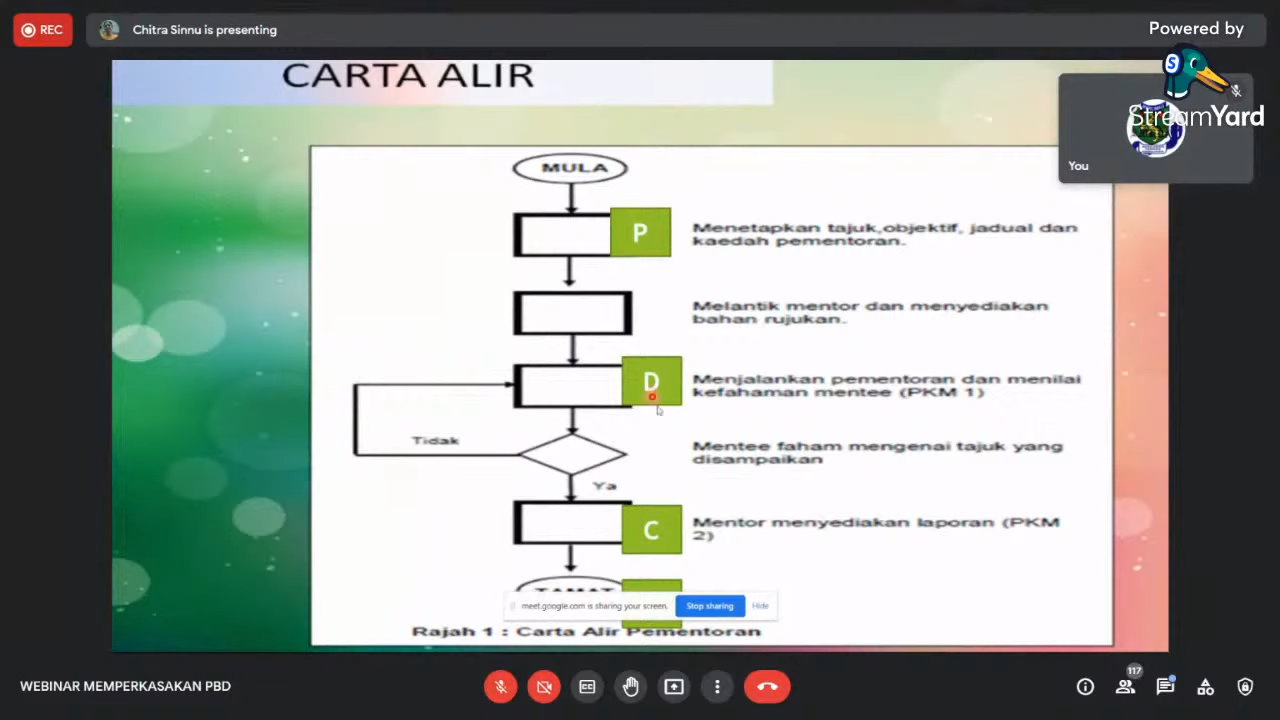 REC
Chitra Sinnu is presenting
Powered by
StreamYard
You
CARTA ALIR
MULA
P
Menetapkan tajuk,objektif, jadual dan
kaedah pementoran.
Melantik mentor dan menyediakan
bahan rujukan.
D
Menjalankan pementoran dan menilai
kefahaman mentee (PKM 1)
Tidak
Mentee faham mengenai tajuk yang
disampaikan
Ya
C
Mentor menyediakan laporan (PKM
2)
TAMAT
meet.google.com is sharing your screen.
Stop sharing
Hide
Rajah 1 : Carta Alir Pementoran
WEBINAR MEMPERKASAKAN PBD
CC
117